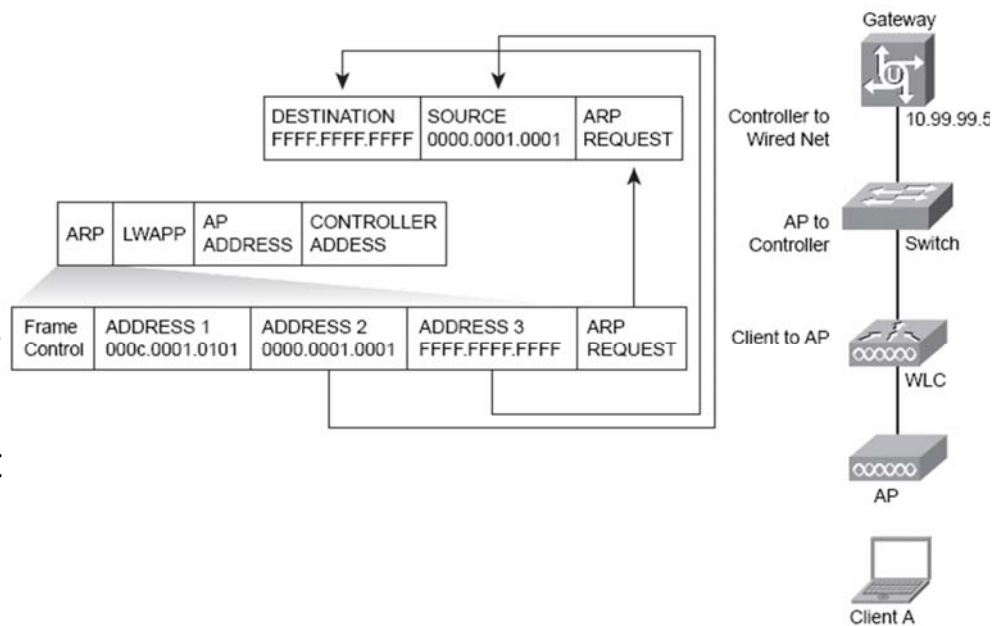 Gateway
DESTINATION
FFFF.FFFF.FFFF
SOURCE
0000.0001.0001
ARP
REQUEST
Controller to
Wired Net
10.99.99.5
ARP
LWAPP
AP
ADDRESS
CONTROLLER
ADDESS
AP to
Controller
Switch
Frame
Control
ADDRESS 1
000c.0001.0101
ADDRESS 2
0000.0001.0001
ADDRESS 3
FFFF.FFFF.FFFF
ARP
REQUEST
Client to AP
WLC
AP
Client A